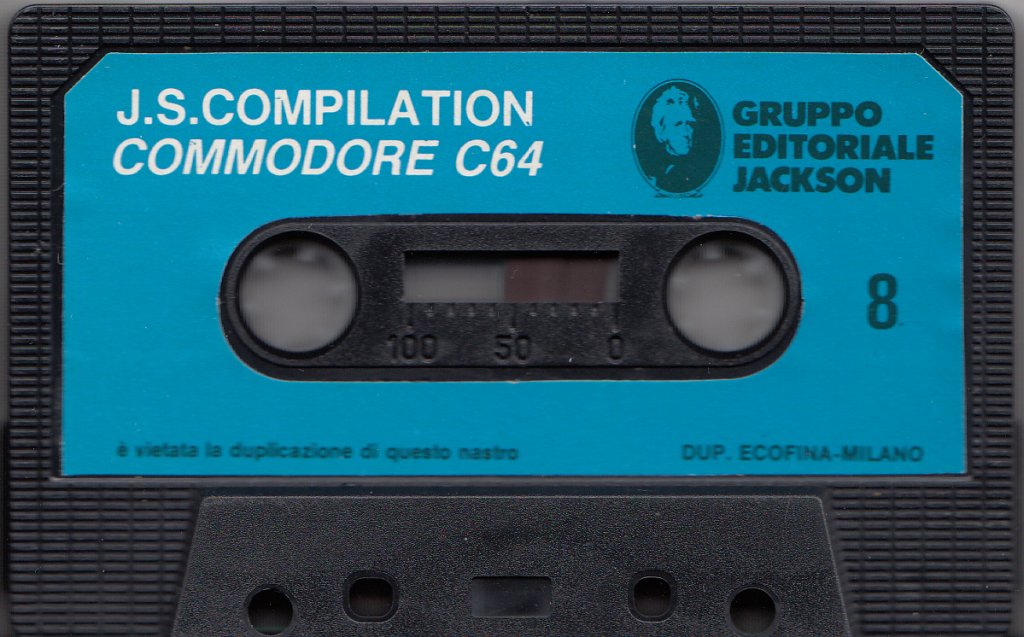 J.S.COMPILATION
COMMODORE C64
GRUPPO
EDITORIALE
JACKSON
100 50 0
8
è vietata la duplicazione di questo nastro
DUP. ECOFINA-MILANO